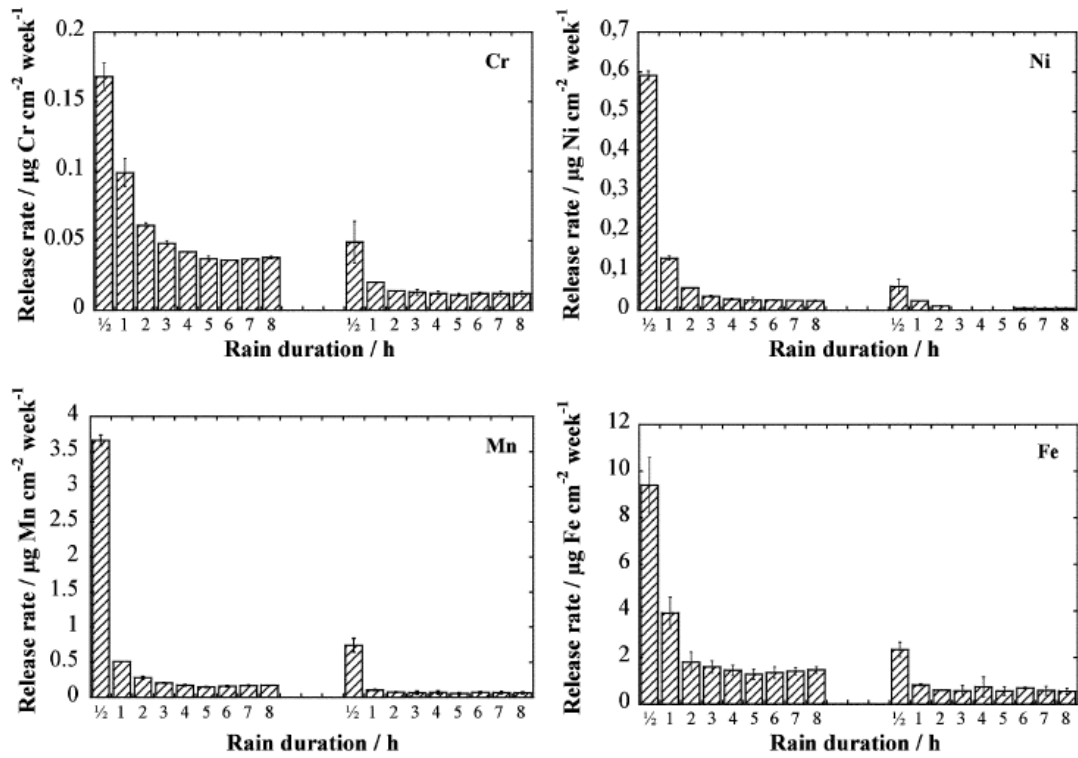 Release rate / µg Cr cm⁻² week⁻¹
0.2
0.15
0.1
0.05
0
Cr
½ 1 2 3 4 5 6 7 8 ½ 1 2 3 4 5 6 7 8
Rain duration / h
Release rate / µg Ni cm⁻² week⁻¹
0,7
0,6
0,5
0,4
0,3
0,2
0,1
0
Ni
½ 1 2 3 4 5 6 7 8 ½ 1 2 3 4 5 6 7 8
Rain duration / h
Release rate / µg Mn cm⁻² week⁻¹
4
3.5
3
2.5
2
1.5
1
0.5
0
Mn
½ 1 2 3 4 5 6 7 8 ½ 1 2 3 4 5 6 7 8
Rain duration / h
Release rate / µg Fe cm⁻² week⁻¹
12
10
8
6
4
2
0
Fe
½ 1 2 3 4 5 6 7 8 ½ 1 2 3 4 5 6 7 8
Rain duration / h